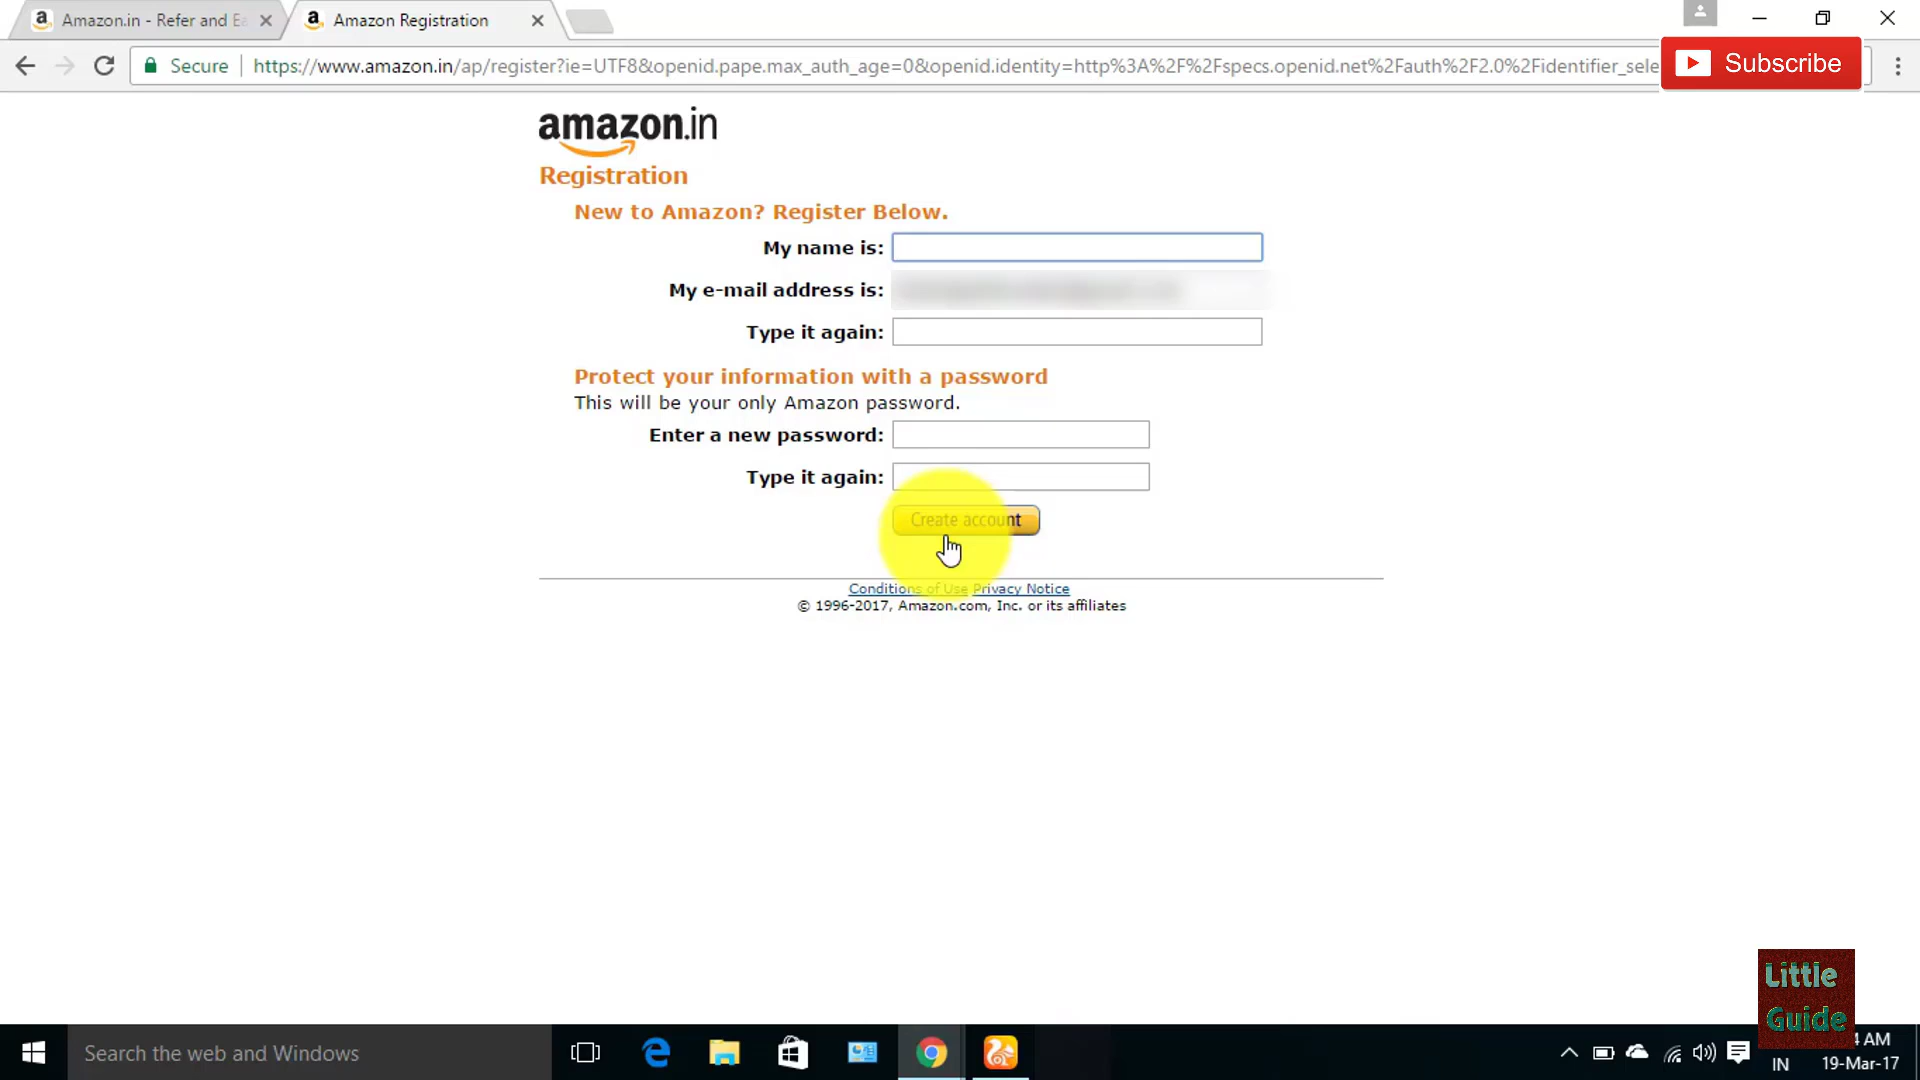 Amazon.in - Refer and Ea
Amazon Registration
Secure
https://www.amazon.in/ap/register?ie=UTF8&openid.pape.max_auth_age=0&openid.identity=http%3A%2F%2Fspecs.openid.net%2Fauth%2F2.0%2Fidentifier_sele
Subscribe
amazon.in
Registration
New to Amazon? Register Below.
My name is:
My e-mail address is:
Type it again:
Protect your information with a password
This will be your only Amazon password.
Enter a new password:
Type it again:
Create account
Conditions of Use Privacy Notice
© 1996-2017, Amazon.com, Inc. or its affiliates
Little
Guide
Search the web and Windows
4 AM
IN
19-Mar-17